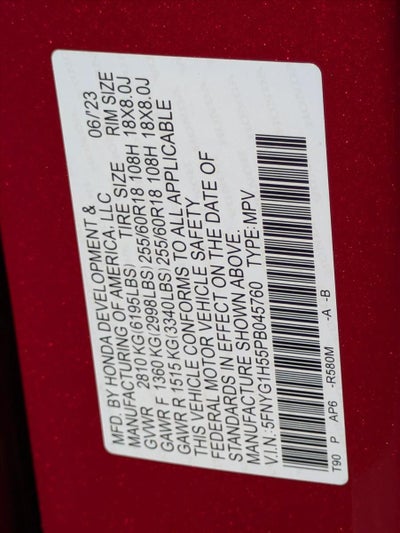 MFD. BY HONDA DEVELOPMENT &
MANUFACTURING OF AMERICA, LLC 06/'23
TIRE SIZE RIM SIZE
GVWR 2810 KG(6195LBS)
GAWR F 1360 KG(2998LBS) 255/60R18 108H 18X8.0J
GAWR R 1515 KG(3340LBS) 255/60R18 108H 18X8.0J
THIS VEHICLE CONFORMS TO ALL APPLICABLE
FEDERAL MOTOR VEHICLE SAFETY
STANDARDS IN EFFECT ON THE DATE OF
MANUFACTURE SHOWN ABOVE.
V.I.N: 5FNYG1H55PB045760 TYPE: MPV
T90 P AP6 -R580M -A -B